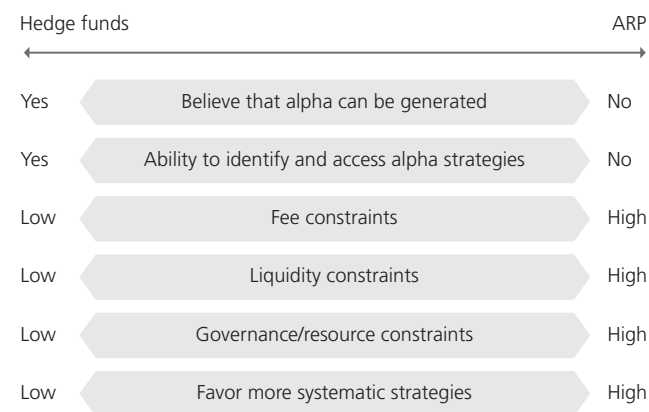 Hedge funds ARP
Yes Believe that alpha can be generated No
Yes Ability to identify and access alpha strategies No
Low Fee constraints High
Low Liquidity constraints High
Low Governance/resource constraints High
Low Favor more systematic strategies High